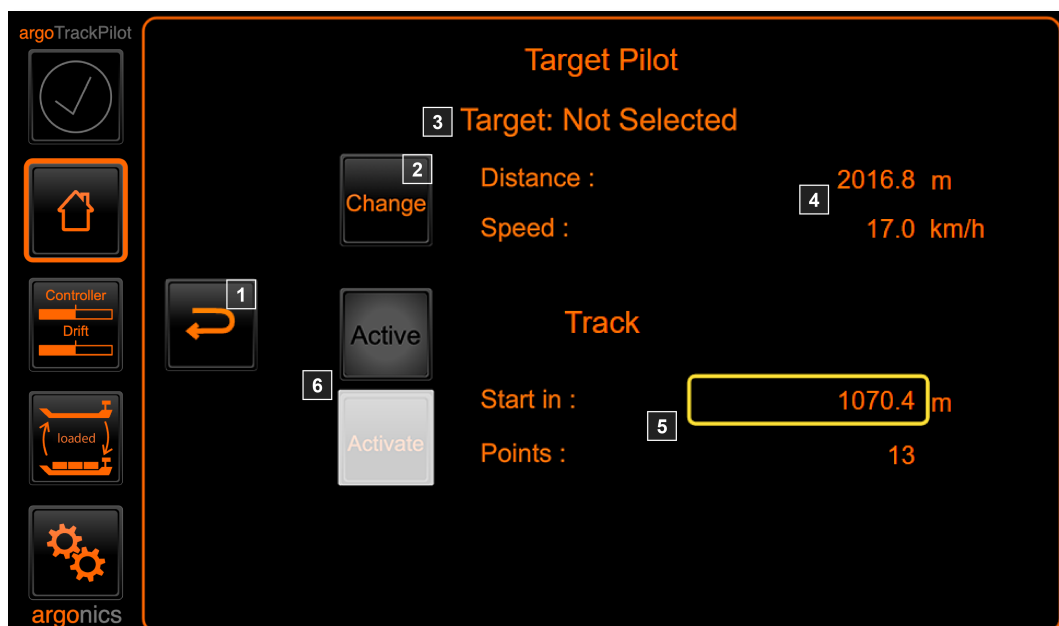 argoTrackPilot
Target Pilot
3 Target: Not Selected
2
Change
Distance : 2016.8 m
4
Speed : 17.0 km/h
Controller
Drift
1
Active
Track
6
Activate
Start in : 1070.4 m
5
Points : 13
loaded
argonics